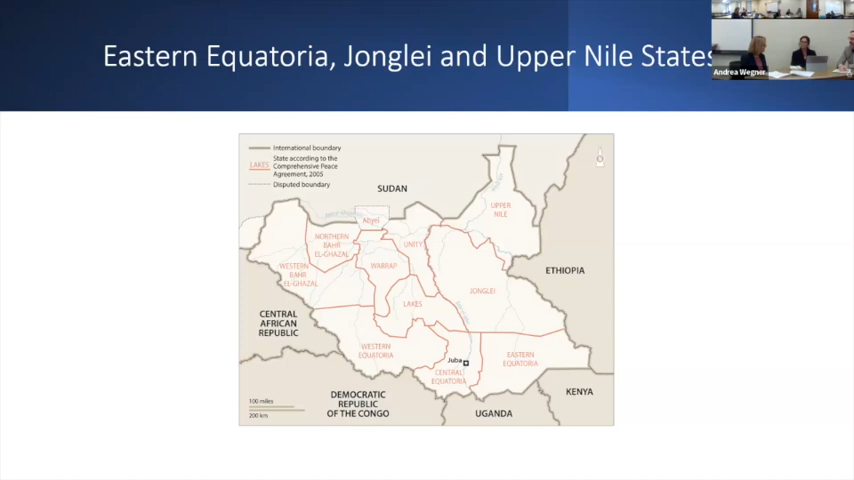 Eastern Equatoria, Jonglei and Upper Nile States
Andrea Wegner
International boundary
LAKES
State according to the
Comprehensive Peace
Agreement, 2005
Disputed boundary
SUDAN
Abyei
UPPER
NILE
NORTHERN
BAHR
EL-GHAZAL
UNITY
WARRAP
WESTERN
BAHR
EL-GHAZAL
ETHIOPIA
JONGLEI
LAKES
CENTRAL
AFRICAN
REPUBLIC
WESTERN
EQUATORIA
Juba
EASTERN
EQUATORIA
CENTRAL
EQUATORIA
KENYA
DEMOCRATIC
REPUBLIC
OF THE CONGO
UGANDA
100 miles
200 km